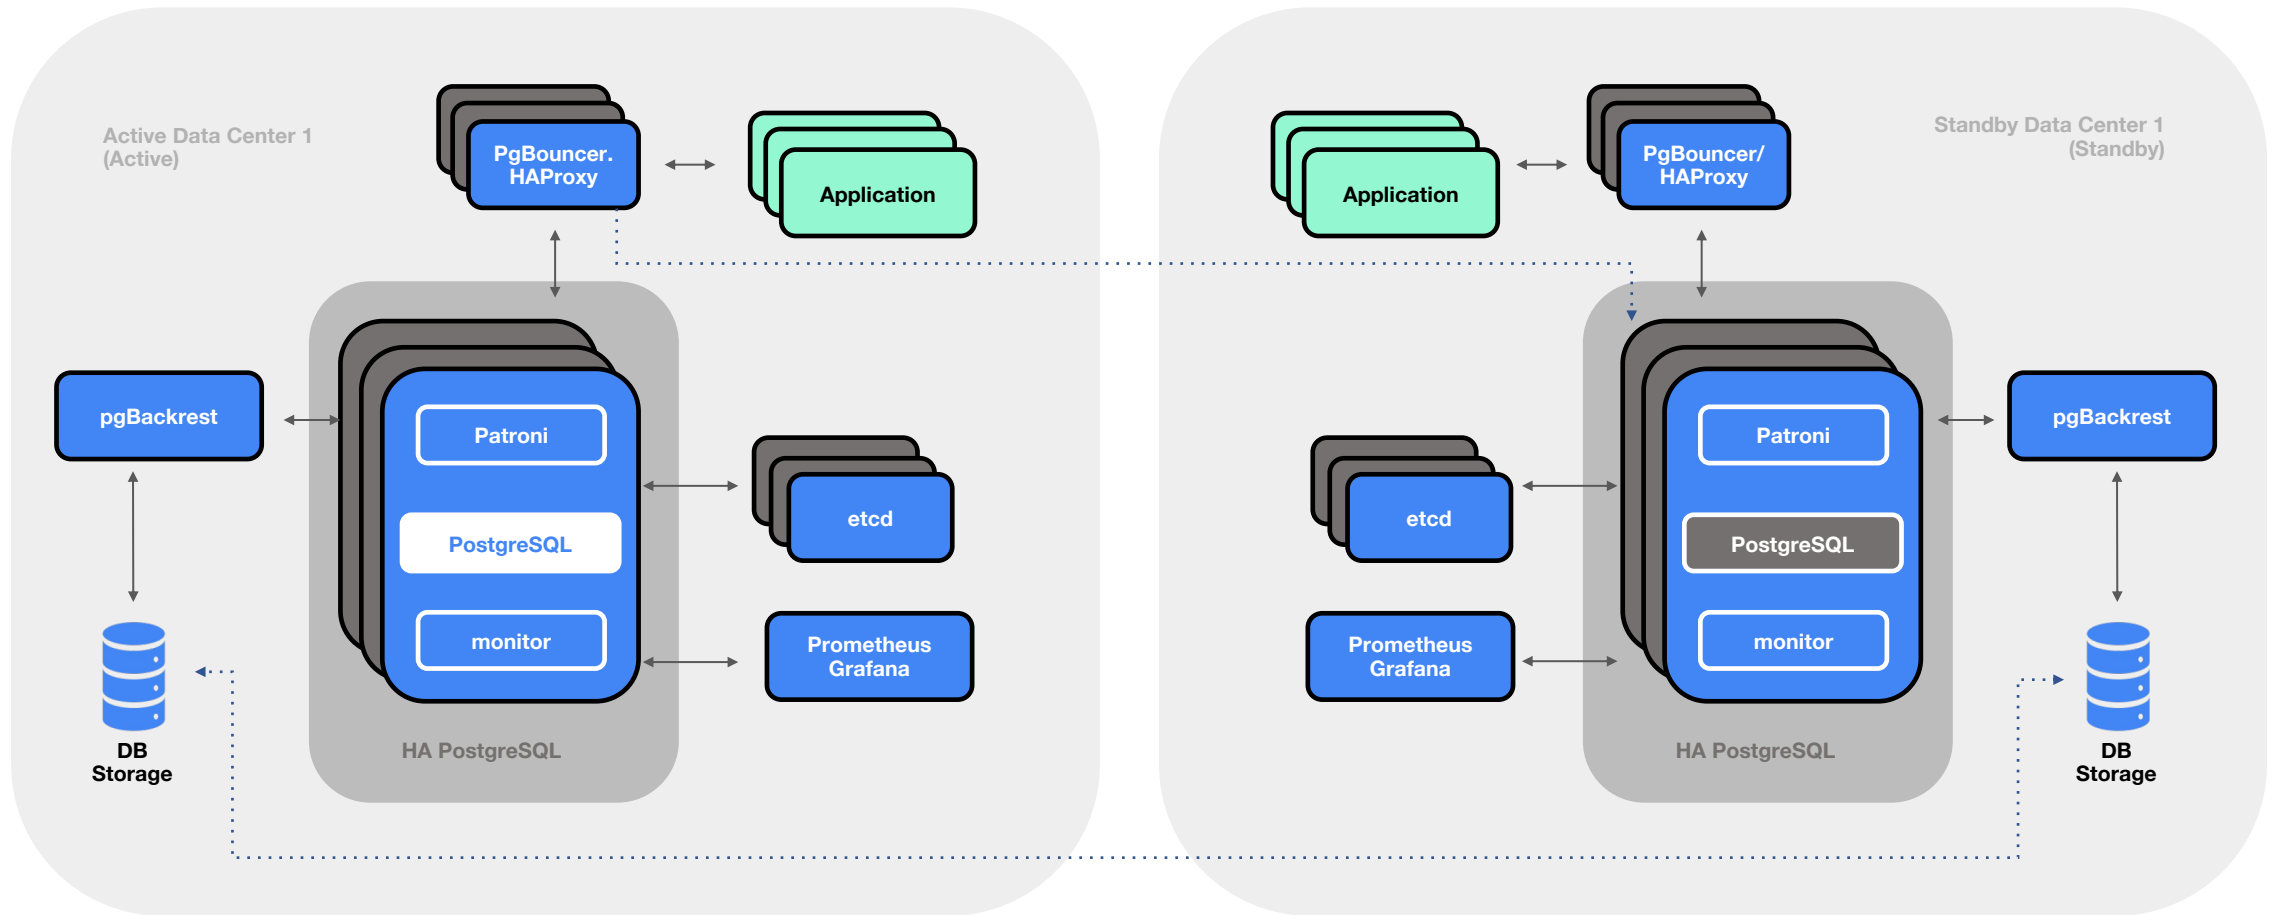 Active Data Center 1
(Active)
PgBouncer.
HAProxy
Application
pgBackrest
Patroni
PostgreSQL
monitor
HA PostgreSQL
etcd
Prometheus
Grafana
DB
Storage
Standby Data Center 1
(Standby)
Application
PgBouncer/
HAProxy
etcd
Prometheus
Grafana
Patroni
PostgreSQL
monitor
HA PostgreSQL
pgBackrest
DB
Storage